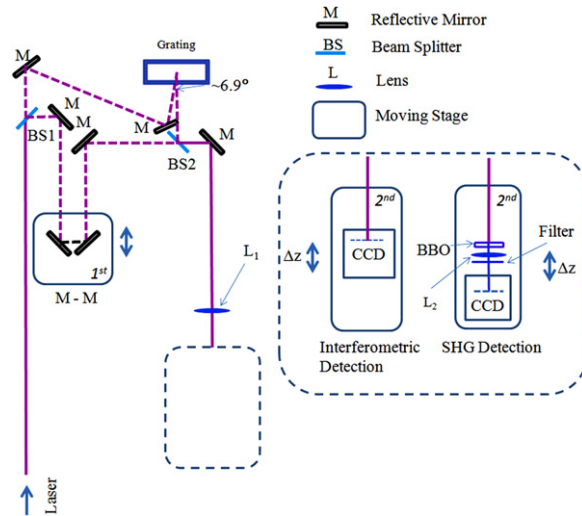 M
Reflective Mirror
BS
Beam Splitter
L
Lens
Moving Stage
M
Grating
~6.9°
M
BS1
M
M
BS2
M
1st
M - M
L1
Laser
2nd
CCD
Δz
Interferometric
Detection
2nd
BBO
Filter
L2
CCD
Δz
SHG Detection